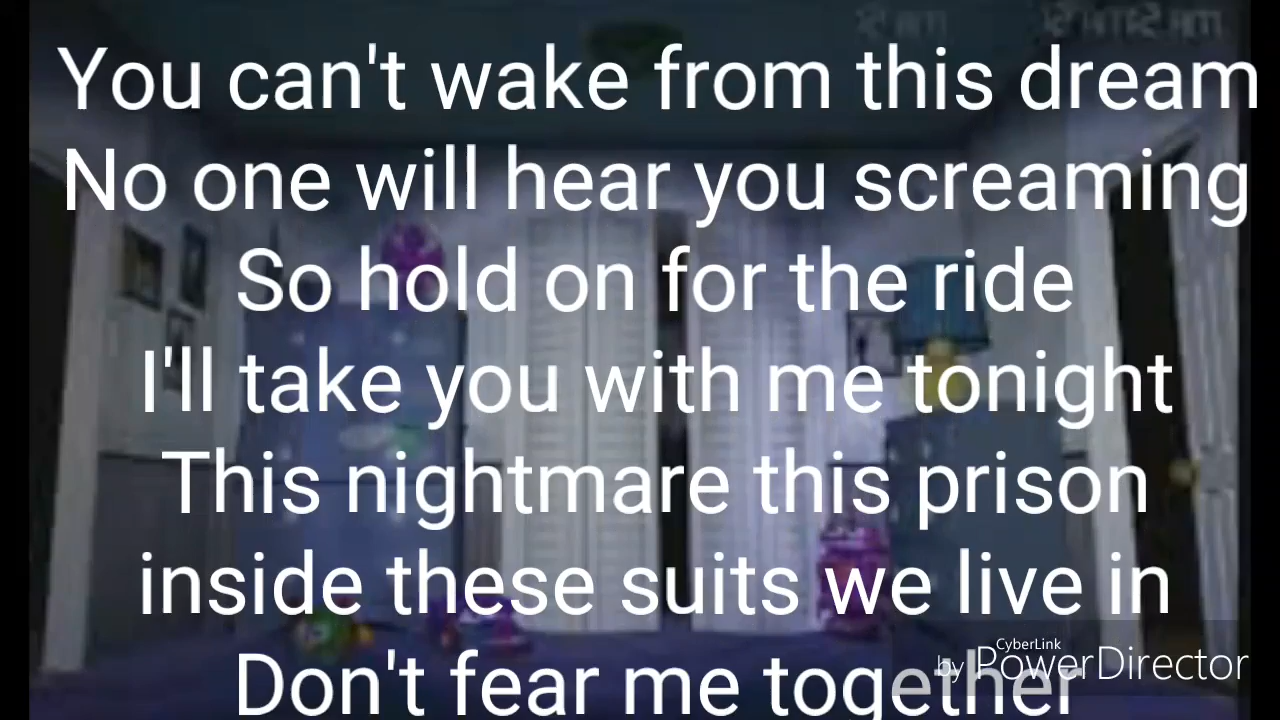 You can't wake from this dream
No one will hear you screaming
So hold on for the ride
I'll take you with me tonight
This nightmare this prison
inside these suits we live in
Don't fear me together
CyberLink
by PowerDirector